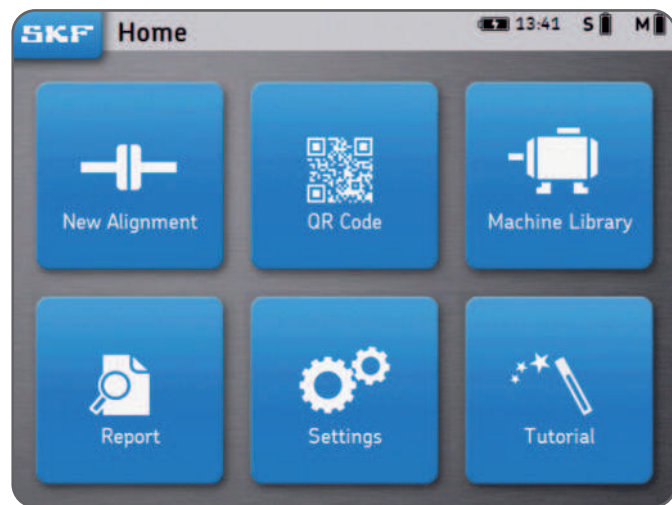 SKF Home 13:41 S M
New Alignment QR Code Machine Library
Report Settings Tutorial